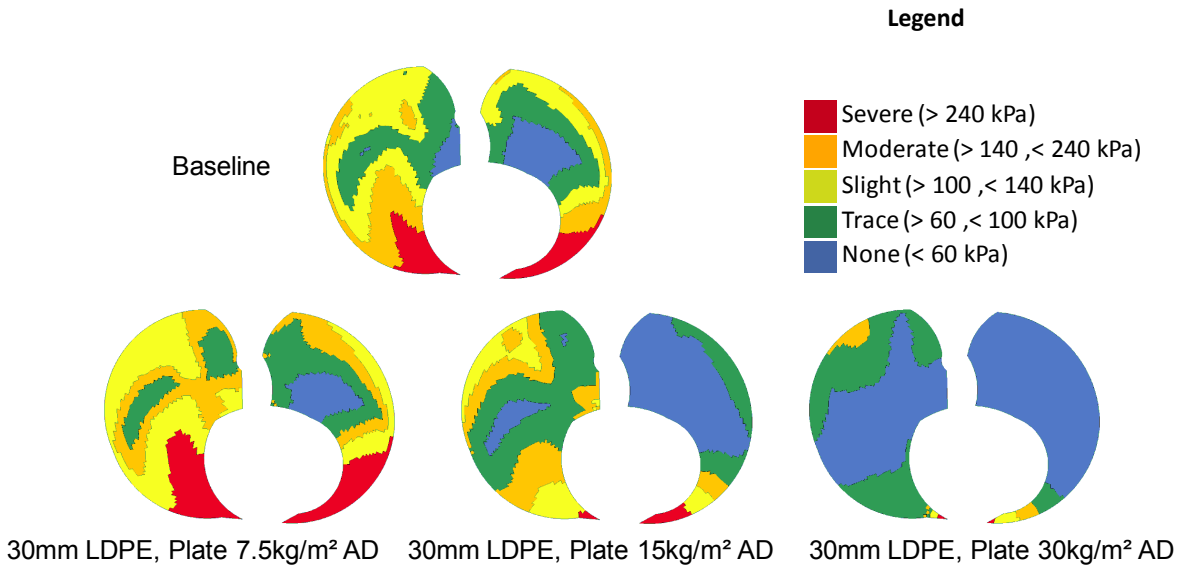 Legend
Baseline
Severe (> 240 kPa)
Moderate (> 140 ,< 240 kPa)
Slight (> 100 ,< 140 kPa)
Trace (> 60 ,< 100 kPa)
None (< 60 kPa)
30mm LDPE, Plate 7.5kg/m² AD
30mm LDPE, Plate 15kg/m² AD
30mm LDPE, Plate 30kg/m² AD